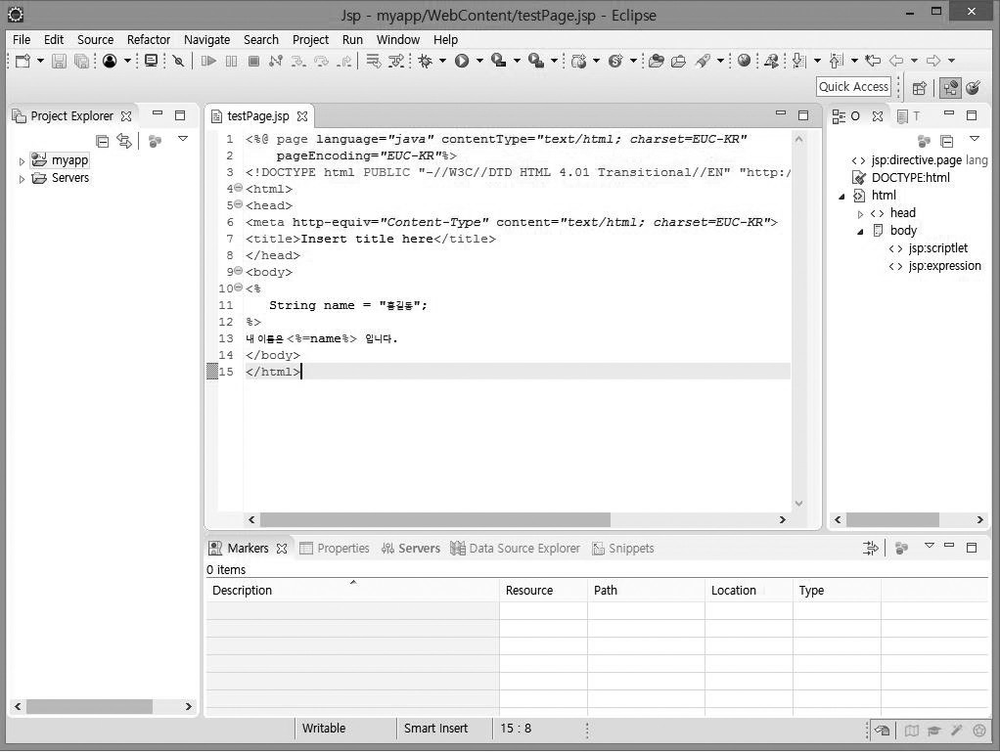 Jsp - myapp/WebContent/testPage.jsp - Eclipse
File Edit Source Refactor Navigate Search Project Run Window Help
Quick Access
Project Explorer
myapp
Servers
testPage.jsp
1 <%@ page language="java" contentType="text/html; charset=EUC-KR"
2 pageEncoding="EUC-KR"%>
3 <!DOCTYPE html PUBLIC "-//W3C//DTD HTML 4.01 Transitional//EN" "http:/
4 <html>
5 <head>
6 <meta http-equiv="Content-Type" content="text/html; charset=EUC-KR">
7 <title>Insert title here</title>
8 </head>
9 <body>
10 <%
11 String name = "홍길동";
12 %>
13 내 이름은 <%=name%> 입니다.
14 </body>
15 </html>
O T
jsp:directive.page lang
DOCTYPE:html
html
head
body
jsp:scriptlet
jsp:expression
Markers Properties Servers Data Source Explorer Snippets
0 items
Description Resource Path Location Type
Writable Smart Insert 15 : 8